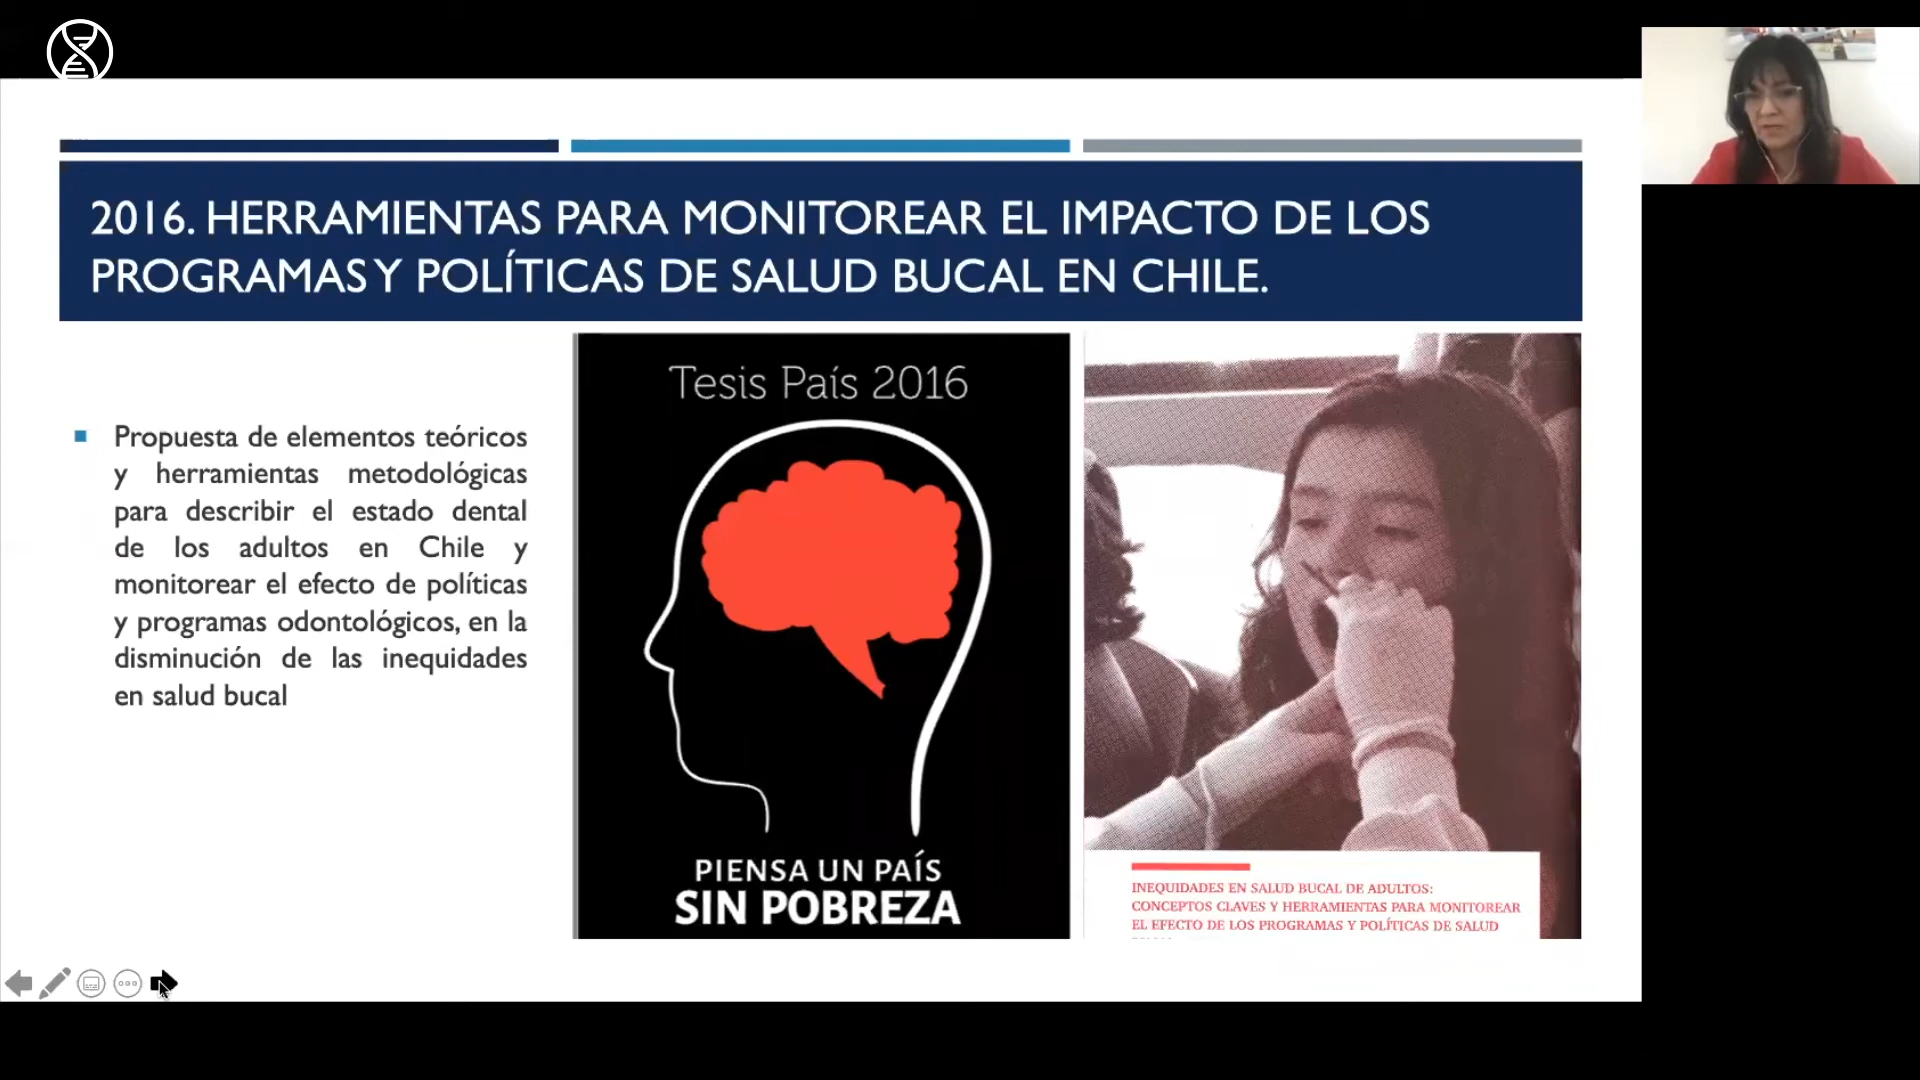 2016. HERRAMIENTAS PARA MONITOREAR EL IMPACTO DE LOS
PROGRAMAS Y POLÍTICAS DE SALUD BUCAL EN CHILE.
Propuesta de elementos teóricos
y herramientas metodológicas
para describir el estado dental
de los adultos en Chile y
monitorear el efecto de políticas
y programas odontológicos, en la
disminución de las inequidades
en salud bucal
Tesis País 2016
PIENSA UN PAÍS
SIN POBREZA
INEQUIDADES EN SALUD BUCAL DE ADULTOS:
CONCEPTOS CLAVES Y HERRAMIENTAS PARA MONITOREAR
EL EFECTO DE LOS PROGRAMAS Y POLÍTICAS DE SALUD